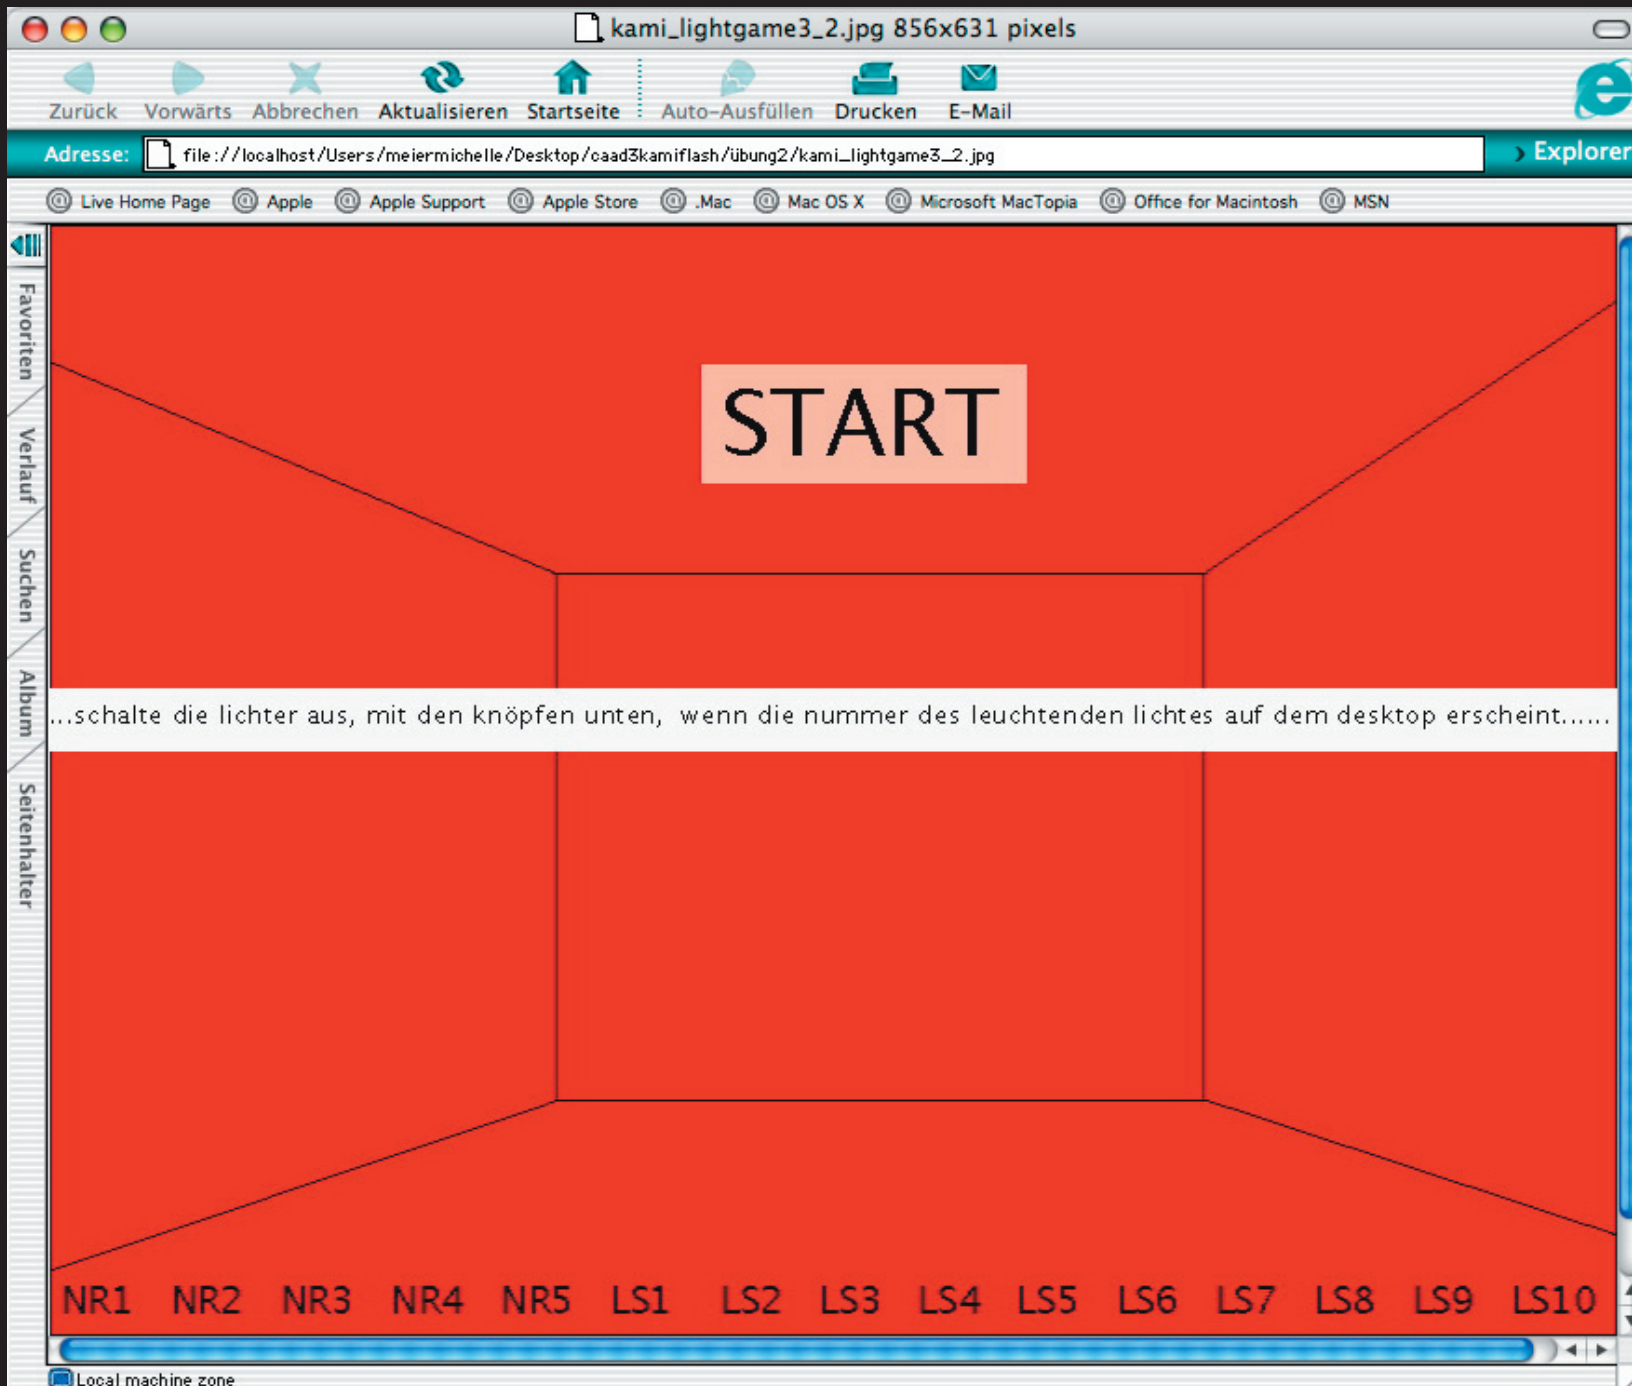 kami_lightgame3_2.jpg 856x631 pixels
Zurück Vorwärts Abbrechen Aktualisieren Startseite Auto-Ausfüllen Drucken E-Mail
Adresse: file://localhost/Users/meiermichelle/Desktop/caad3kamiflash/übung2/kami_lightgame3_2.jpg › Explorer
@ Live Home Page @ Apple @ Apple Support @ Apple Store @ .Mac @ Mac OS X @ Microsoft MacTopia @ Office for Macintosh @ MSN
Favoriten
Verlauf
Suchen
Album
Seitenhalter
START
...schalte die lichter aus, mit den knöpfen unten, wenn die nummer des leuchtenden lichtes auf dem desktop erscheint......
NR1 NR2 NR3 NR4 NR5 LS1 LS2 LS3 LS4 LS5 LS6 LS7 LS8 LS9 LS10
Local machine zone